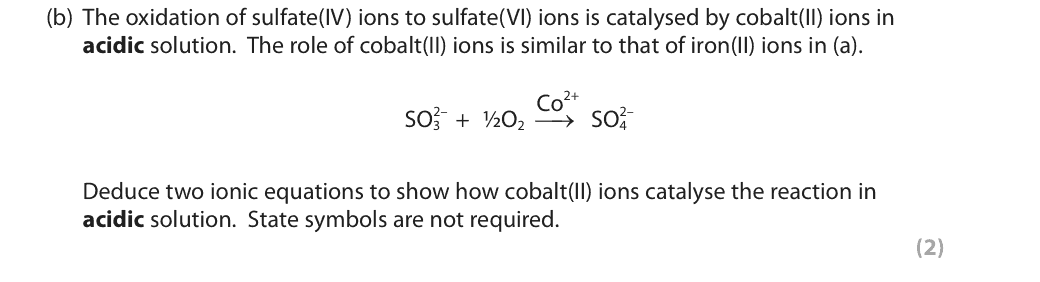 (b) The oxidation of sulfate(IV) ions to sulfate(VI) ions is catalysed by cobalt(II) ions in
acidic solution. The role of cobalt(II) ions is similar to that of iron(II) ions in (a).
SO₃²⁻ + ½O₂ Co²⁺→ SO₄²⁻
Deduce two ionic equations to show how cobalt(II) ions catalyse the reaction in
acidic solution. State symbols are not required.
(2)